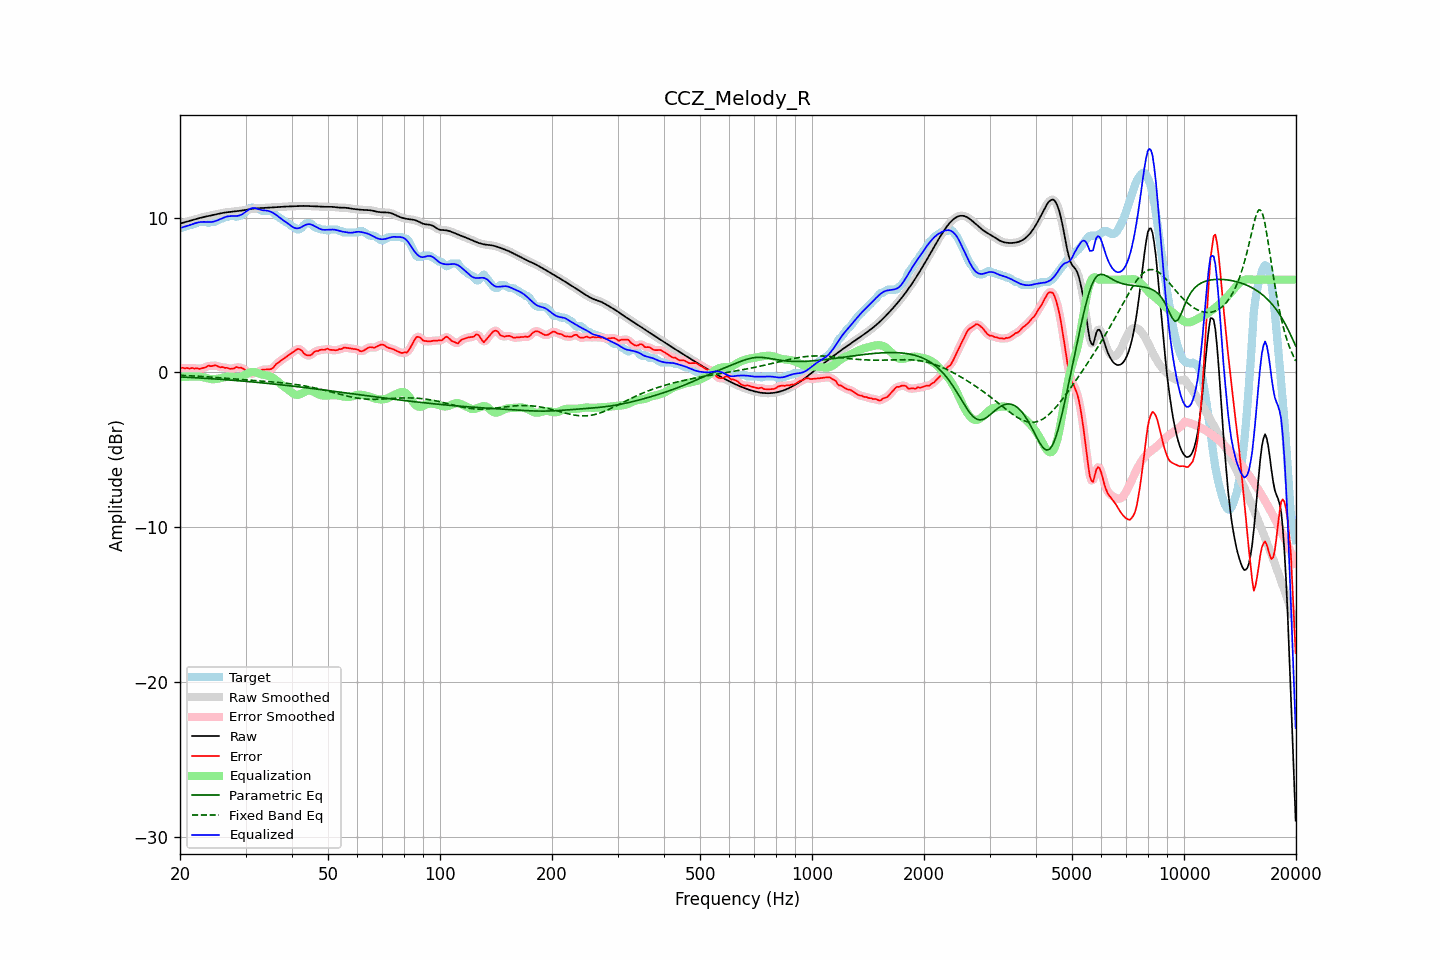 CCZ_Melody_R
Amplitude (dBr)
10
0
−10
−20
−30
Target
Raw Smoothed
Error Smoothed
Raw
Error
Equalization
Parametric Eq
Fixed Band Eq
Equalized
20 50 100 200 500 1000 2000 5000 10000 20000
Frequency (Hz)